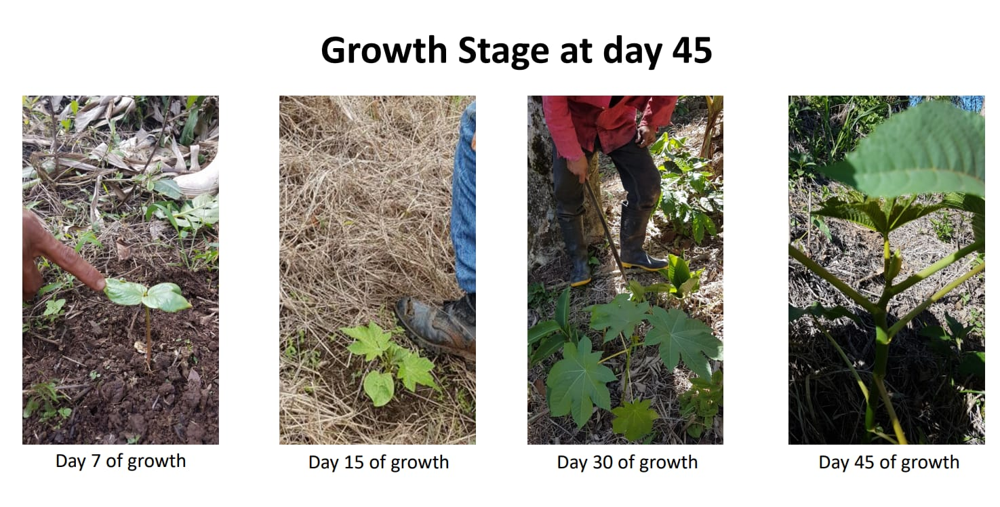 Growth Stage at day 45
Day 7 of growth
Day 15 of growth
Day 30 of growth
Day 45 of growth